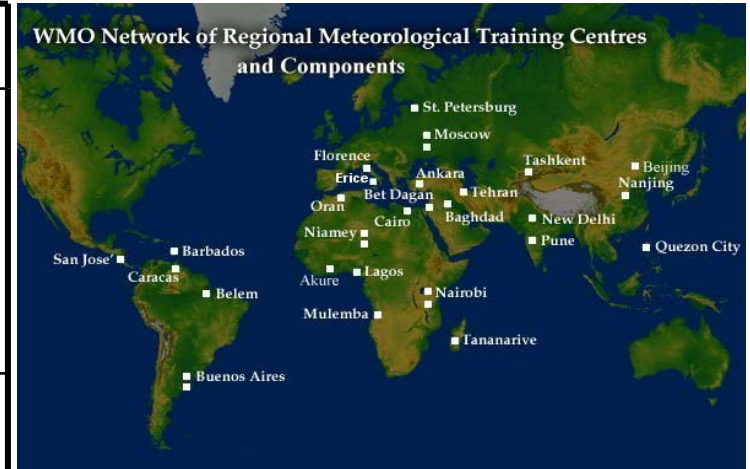 WMO Network of Regional Meteorological Training Centres
and Components
St. Petersburg
Moscow
Florence
Erice
Ankara
Tashkent
Beijing
Nanjing
Oran
Bet Dagan
Tehran
Cairo
Baghdad
New Delhi
Niamey
Pune
Quezon City
San Jose'
Barbados
Caracas
Akure
Lagos
Belem
Nairobi
Mulemba
Tananarive
Buenos Aires